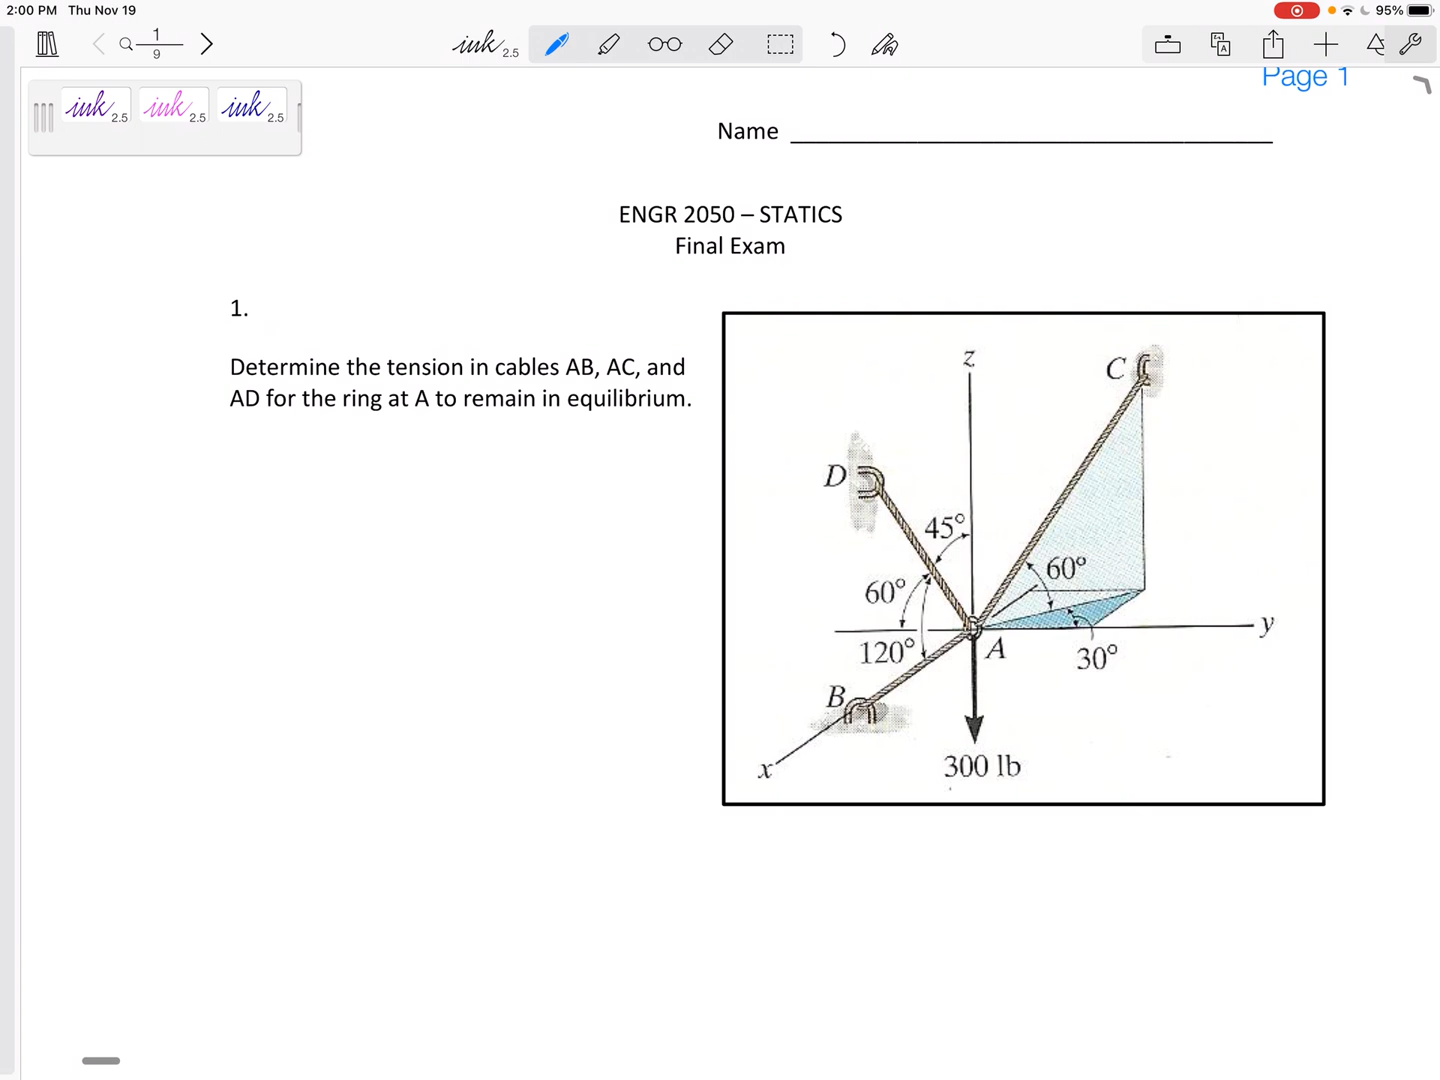 2:00 PM Thu Nov 19
95%
1
9
ink 2.5
Page 1
ink 2.5 ink 2.5 ink 2.5
Name
ENGR 2050 – STATICS
Final Exam
1.
Determine the tension in cables AB, AC, and
AD for the ring at A to remain in equilibrium.
z
C
D
45°
60°
60°
y
120°
A
30°
B
x
300 lb